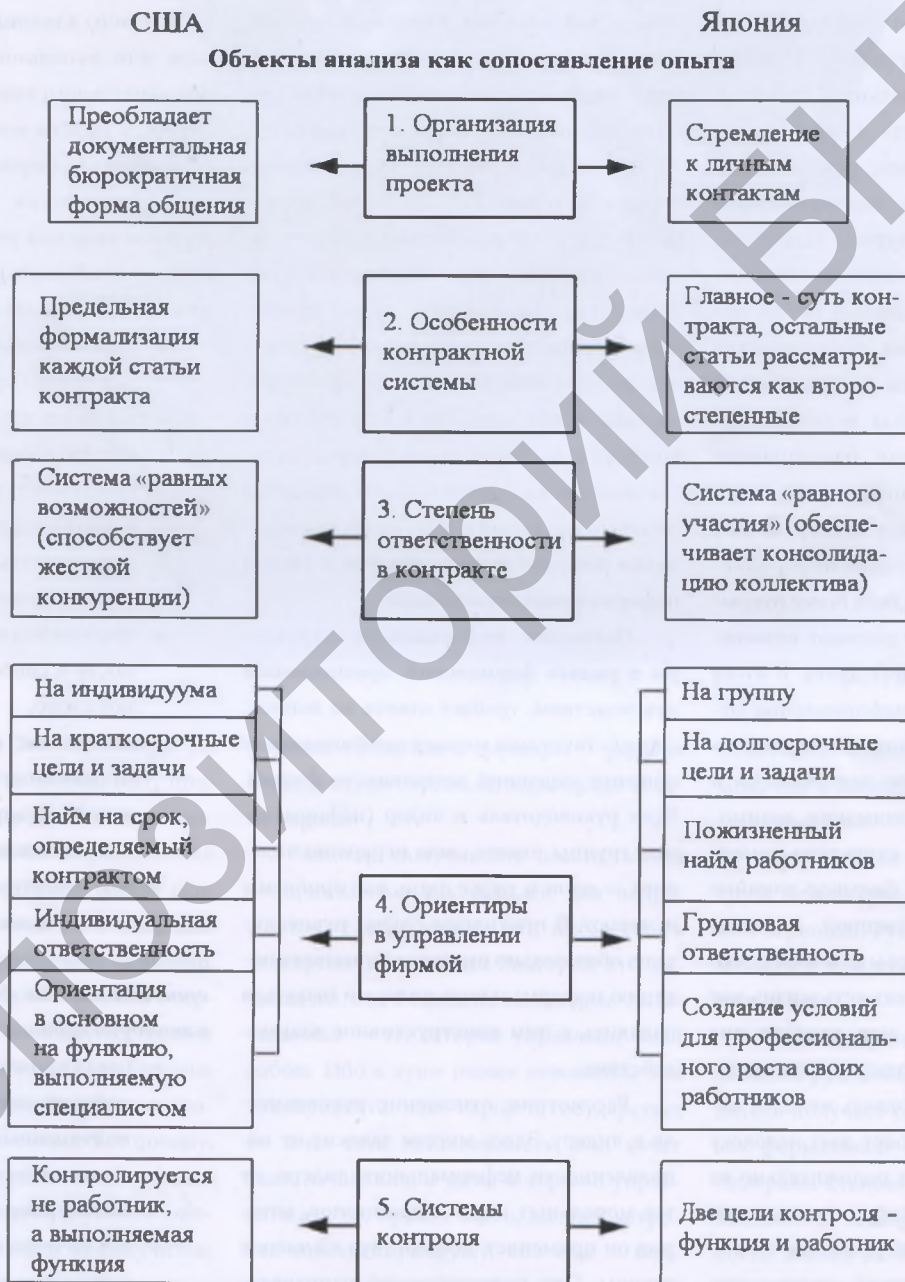 США
Япония
Объекты анализа как сопоставление опыта
Преобладает
документальная
бюрократичная
форма общения
1. Организация
выполнения
проекта
Стремление
к личным
контактам
Предельная
формализация
каждой статьи
контракта
2. Особенности
контрактной
системы
Главное - суть кон-
тракта, остальные
статьи рассматри-
ваются как второ-
степенные
Система «равных
возможностей»
(способствует
жесткой
конкуренции)
3. Степень
ответственности
в контракте
Система «равного
участия» (обеспе-
чивает консолида-
цию коллектива)
На индивидуума
На краткосрочные
цели и задачи
Найм на срок,
определяемый
контрактом
Индивидуальная
ответственность
Ориентация
в основном
на функцию,
выполняемую
специалистом
4. Ориентир
в управлении
фирмой
На группу
На долгосрочные
цели и задачи
Пожизненный
найм работников
Групповая
ответственность
Создание условий
для профессиональ-
ного роста своих
работников
Контролируется
не работник,
а выполняемая
функция
5. Системы
контроля
Две цели контроля -
функция и работник